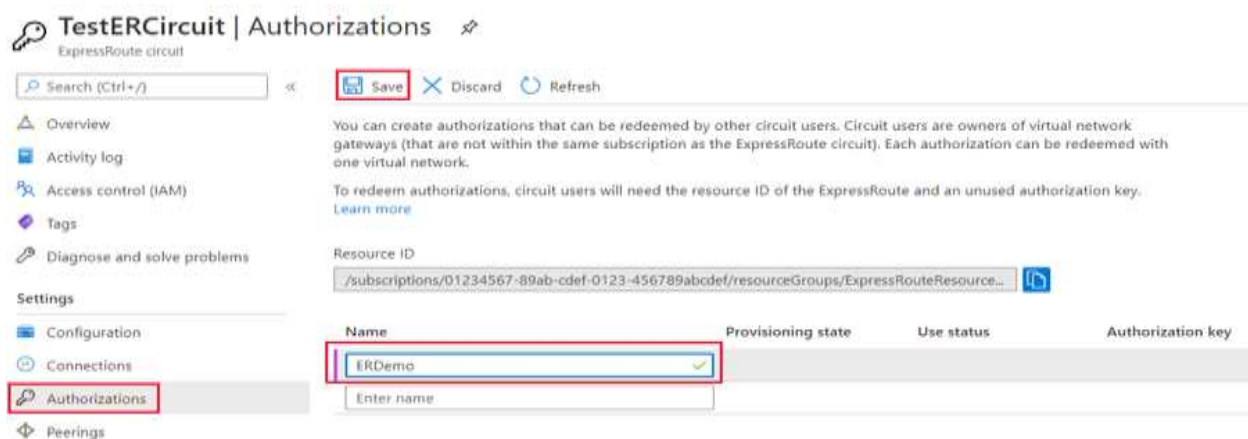 TestERCircuit | Authorizations
ExpressRoute circuit
Search (Ctrl+/)
«
Save
Discard
Refresh
Overview
Activity log
Access control (IAM)
Tags
Diagnose and solve problems
Settings
Configuration
Connections
Authorizations
Peerings
You can create authorizations that can be redeemed by other circuit users. Circuit users are owners of virtual network
gateways (that are not within the same subscription as the ExpressRoute circuit). Each authorization can be redeemed with
one virtual network.
To redeem authorizations, circuit users will need the resource ID of the ExpressRoute and an unused authorization key.
Learn more
Resource ID
/subscriptions/01234567-89ab-cdef-0123-456789abcdef/resourceGroups/ExpressRouteResource...
Name Provisioning state Use status Authorization key
ERDemo
Enter name